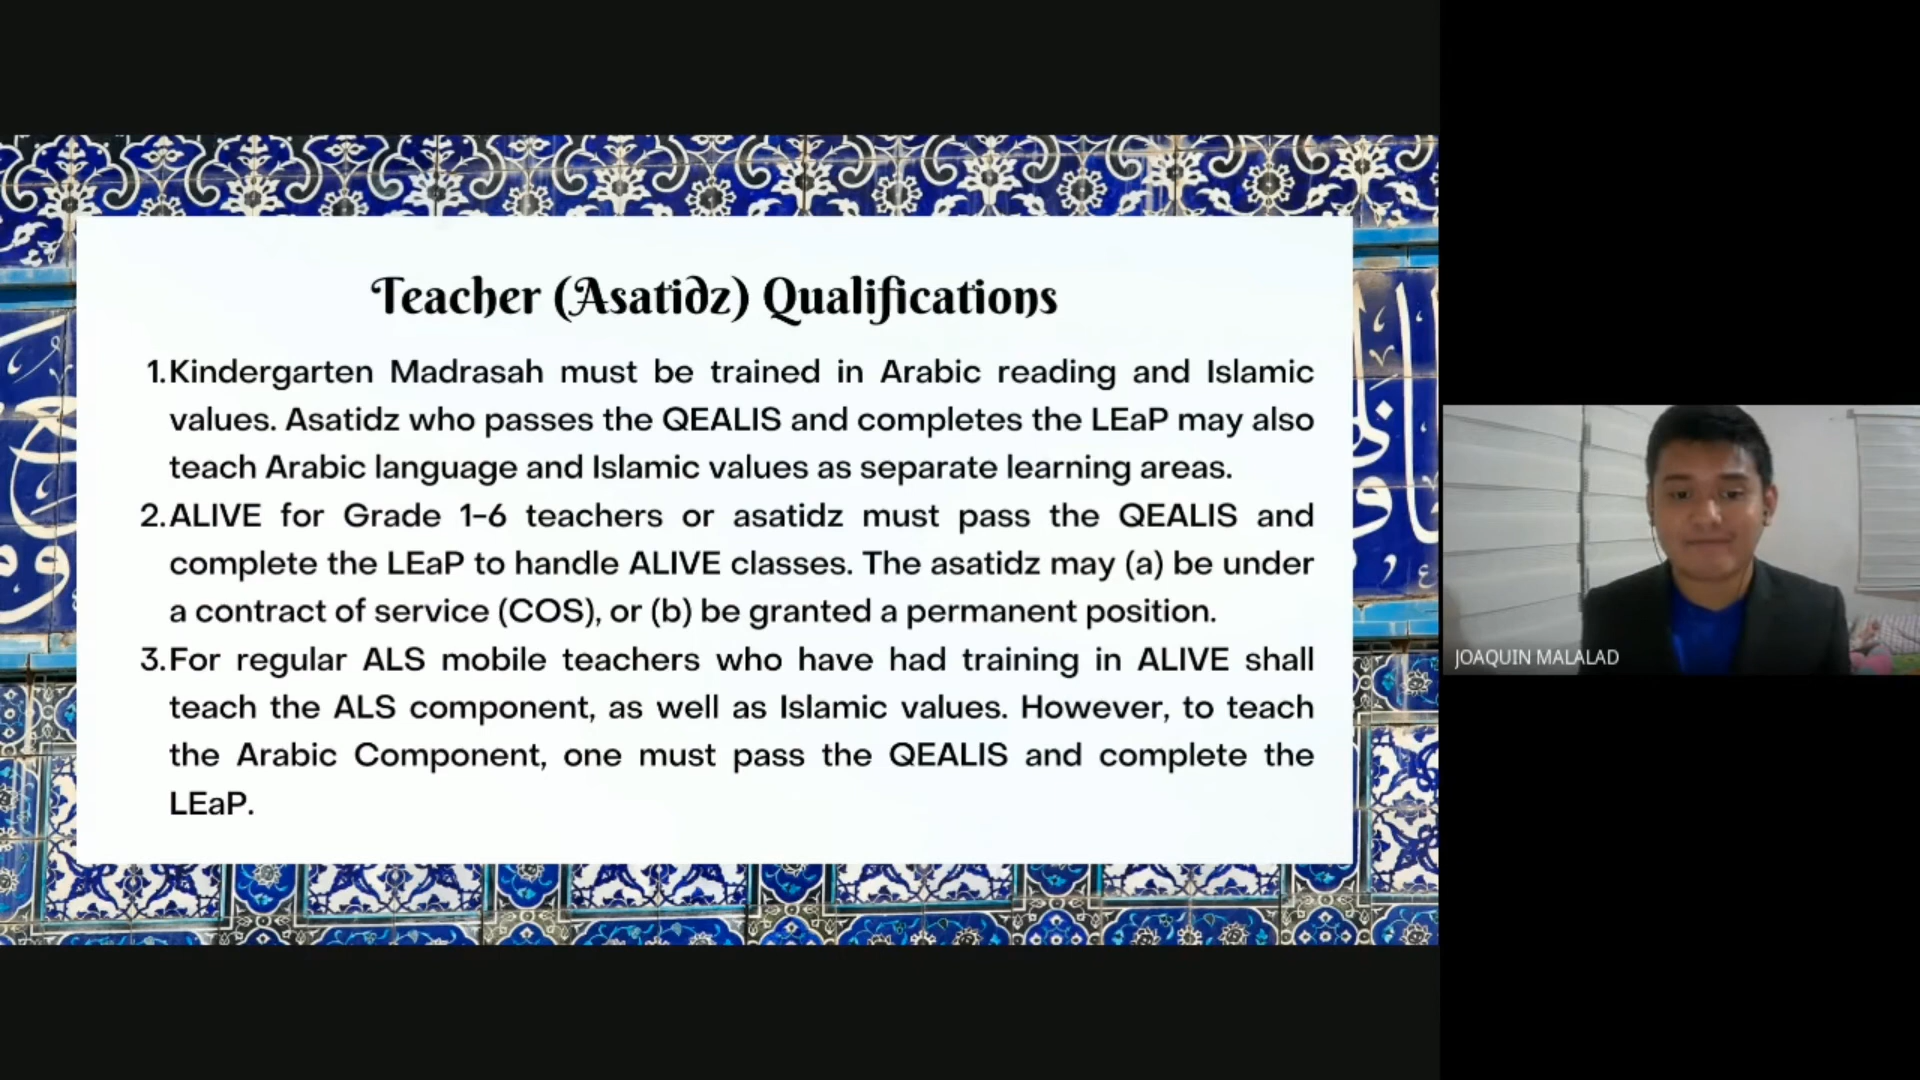 Teacher (Asatidz) Qualifications
1.Kindergarten Madrasah must be trained in Arabic reading and Islamic
values. Asatidz who passes the QEALIS and completes the LEaP may also
teach Arabic language and Islamic values as separate learning areas.
2.ALIVE for Grade 1-6 teachers or asatidz must pass the QEALIS and
complete the LEaP to handle ALIVE classes. The asatidz may (a) be under
a contract of service (COS), or (b) be granted a permanent position.
3.For regular ALS mobile teachers who have had training in ALIVE shall
teach the ALS component, as well as Islamic values. However, to teach
the Arabic Component, one must pass the QEALIS and complete the
LEaP.
JOAQUIN MALALAD